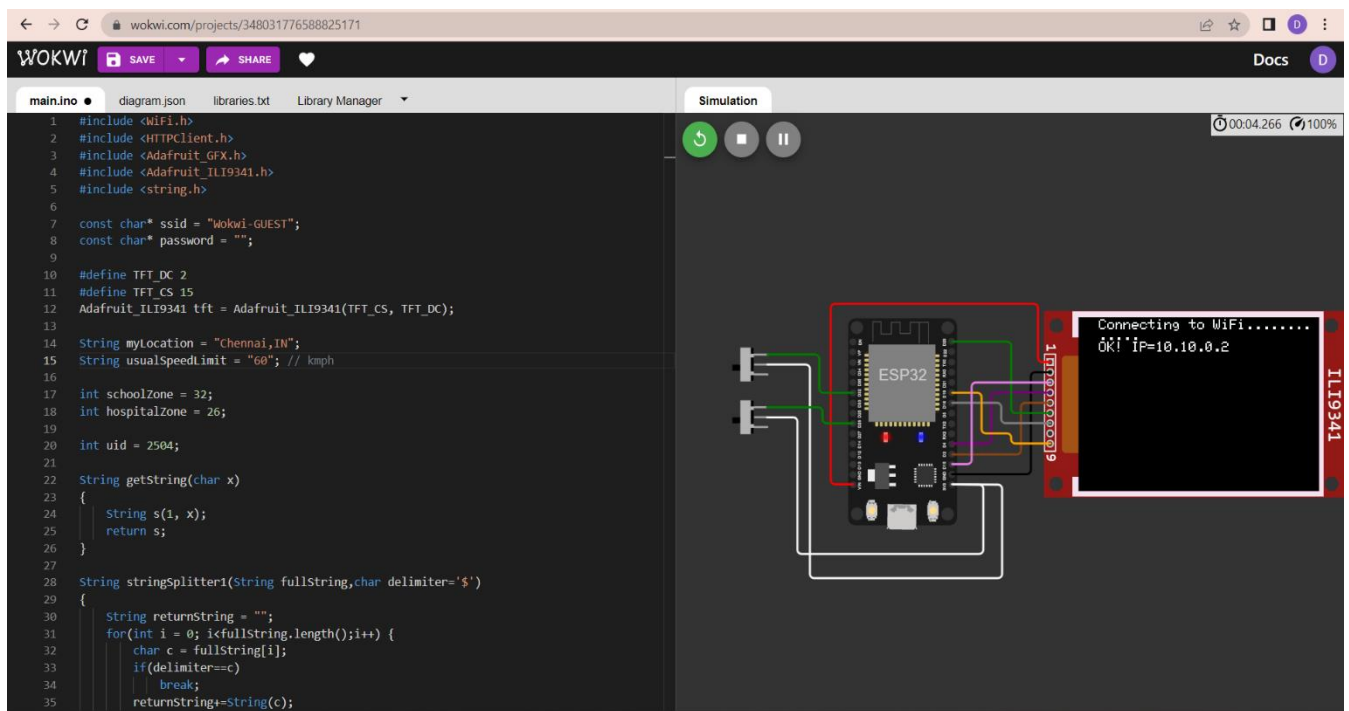 wokwi.com/projects/348031776588825171
D
WOKWi
SAVE
SHARE
Docs
D
main.ino
diagram.json
libraries.txt
Library Manager
Simulation
1 #include <WiFi.h>
2 #include <HTTPClient.h>
3 #include <Adafruit_GFX.h>
4 #include <Adafruit_ILI9341.h>
5 #include <string.h>
6
7 const char* ssid = "Wokwi-GUEST";
8 const char* password = "";
9
10 #define TFT_DC 2
11 #define TFT_CS 15
12 Adafruit_ILI9341 tft = Adafruit_ILI9341(TFT_CS, TFT_DC);
13
14 String myLocation = "Chennai,IN";
15 String usualSpeedLimit = "60"; // kmph
16
17 int schoolZone = 32;
18 int hospitalZone = 26;
19
20 int uid = 2504;
21
22 String getString(char x)
23 {
24 String s(1, x);
25 return s;
26 }
27
28 String stringSplitter1(String fullString,char delimiter='$')
29 {
30 String returnString = "";
31 for(int i = 0; i<fullString.length();i++) {
32 char c = fullString[i];
33 if(delimiter==c)
34 break;
35 returnString+=String(c);
00:04.266 100%
ESP32
Connecting to WiFi........
OK! IP=10.10.0.2
1
9
ILI9341